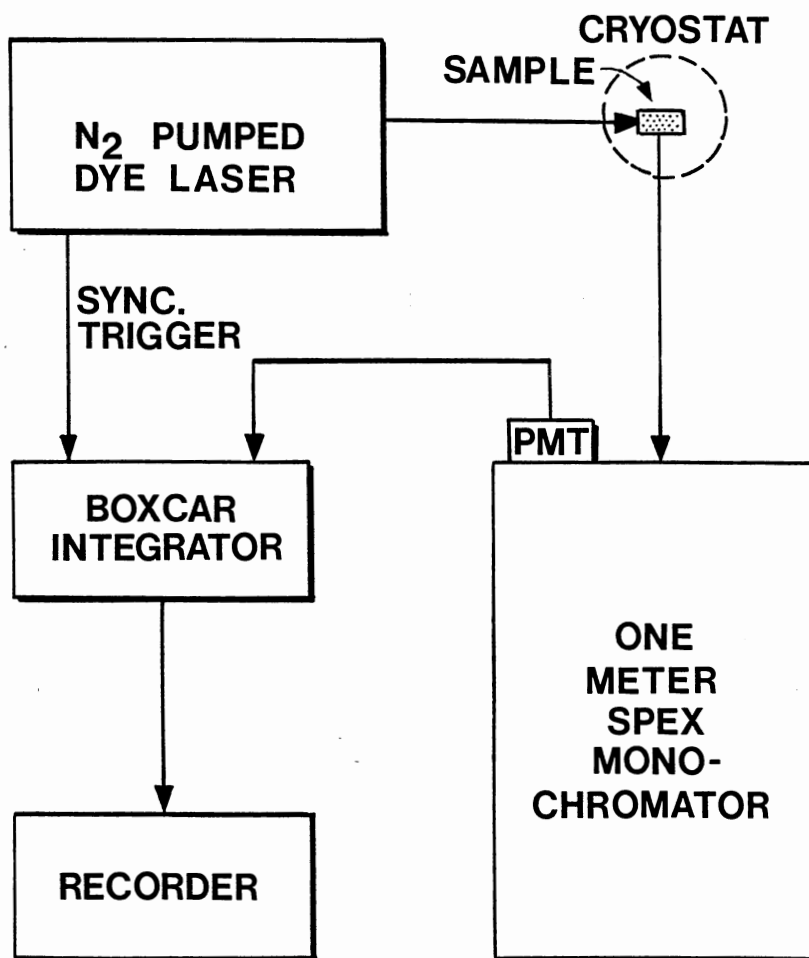 CRYOSTAT
SAMPLE
N2 PUMPED
DYE LASER
SYNC.
TRIGGER
PMT
BOXCAR
INTEGRATOR
ONE
METER
SPEX
MONO-
CHROMATOR
RECORDER